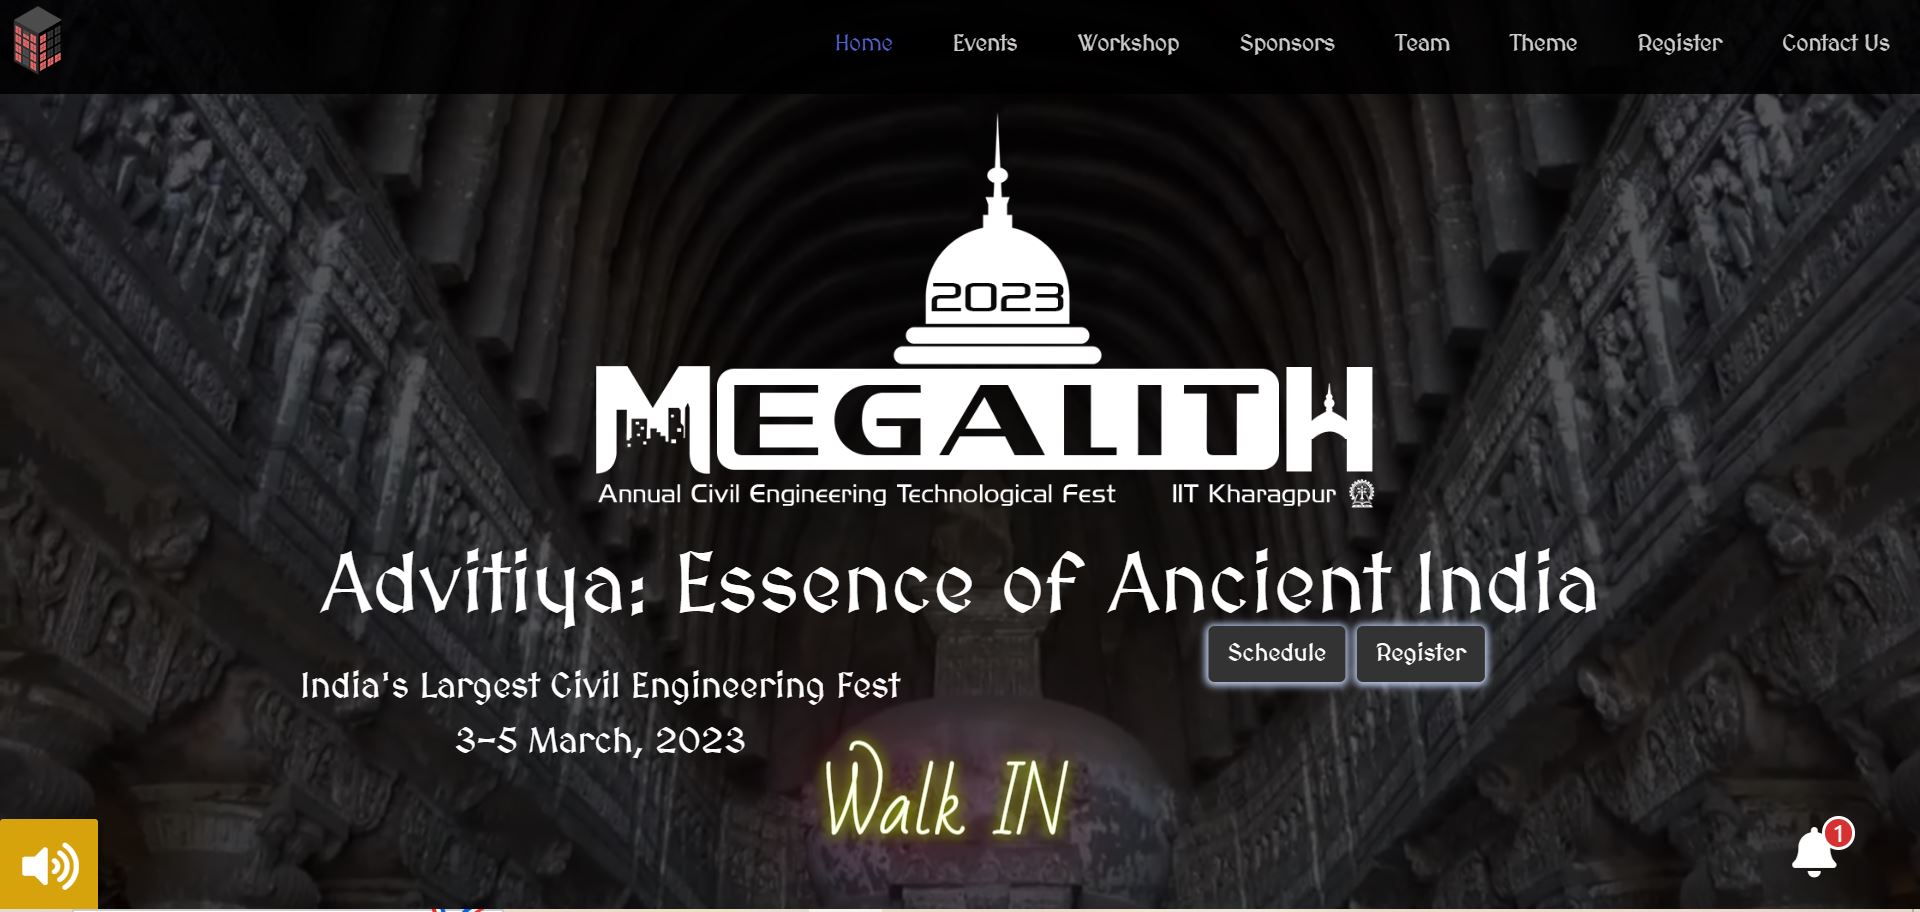 Home Events Workshop Sponsors Team Theme Register Contact Us
2023
MEGALITH
Annual Civil Engineering Technological Fest IIT Kharagpur
Advitiya: Essence of Ancient India
Schedule Register
India's Largest Civil Engineering Fest
3-5 March, 2023
Walk IN
1